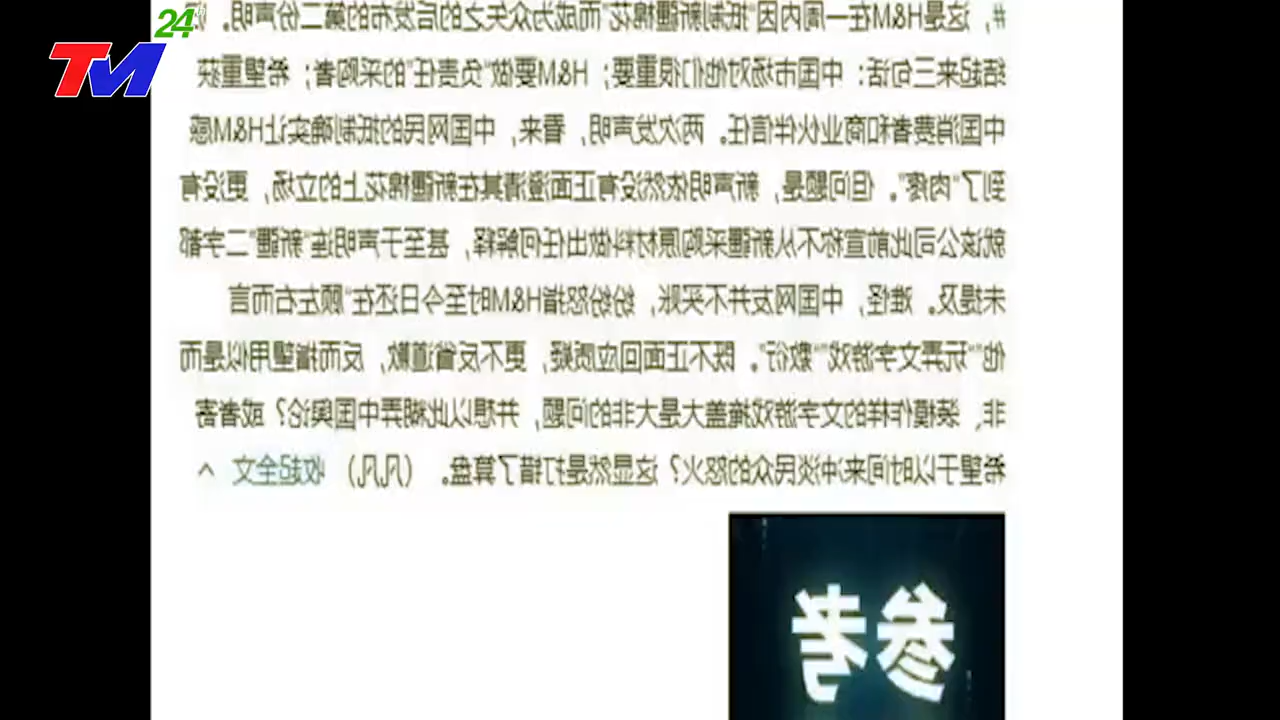 TM
24h
#，这是H&M在一周内因“抵制新疆棉花”而成为众矢之的后发布的第二份声明。
结起来三句话：中国市场对他们很重要；H&M要做“负责任”的采购者；希望重获
中国消费者和商业伙伴信任。两次发声明，看来，中国网民的抵制确实让H&M感
到了“肉疼”。但问题是，新声明依然没有正面澄清其在新疆棉花上的立场，更没有
就该公司此前宣称不从新疆采购原材料做出任何解释，甚至于声明连“新疆”二字都
未提及。难怪，中国网友并不买账，纷纷怒指H&M时至今日还在“顾左右而言
他”“玩弄文字游戏”“敷衍”。既不正面回应质疑，更不反省道歉，反而指望用似是而
非、装模作样的文字游戏掩盖大是大非的问题，并想以此糊弄中国舆论？或者寄
希望于以时间来冲淡民众的怒火？这显然是打错了算盘。（凡凡） 收起全文 ^
参考